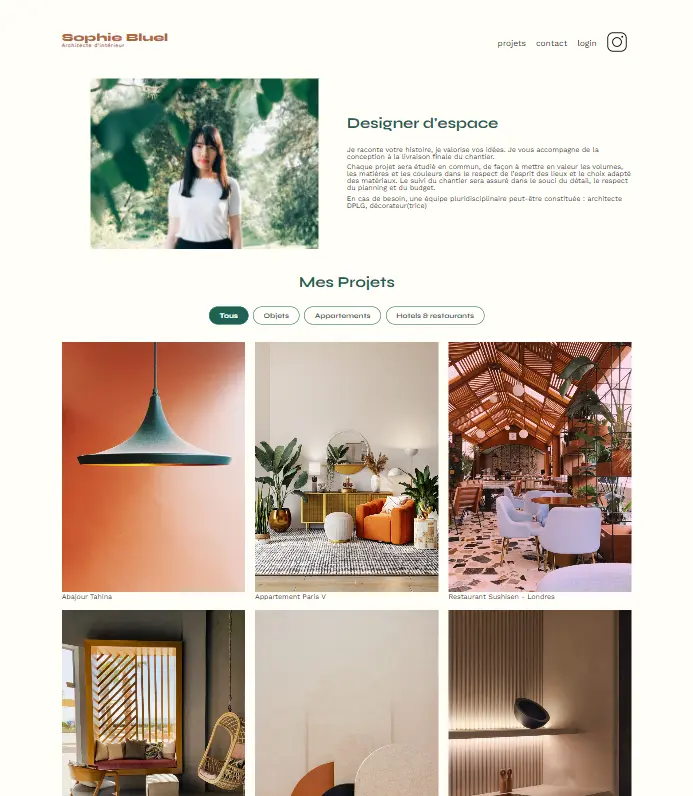 Sophie Bluel
Architecte d'intérieur
projets contact login
Designer d'espace
Je raconte votre histoire, je valorise vos idées. Je vous accompagne de la
conception à la livraison finale du chantier.
Chaque projet sera étudié en commun, de façon à mettre en valeur les volumes,
les matières et les couleurs dans le respect de l'esprit des lieux et le choix adapté
des matériaux. Le suivi du chantier sera assuré dans le souci du détail, le respect
du planning et du budget.
En cas de besoin, une équipe pluridisciplinaire peut-être constituée : architecte
DPLG, décorateur(trice)
Mes Projets
Tous Objets Appartements Hotels & restaurants
Abajour Tahina
Appartement Paris V
Restaurant Sushisen - Londres